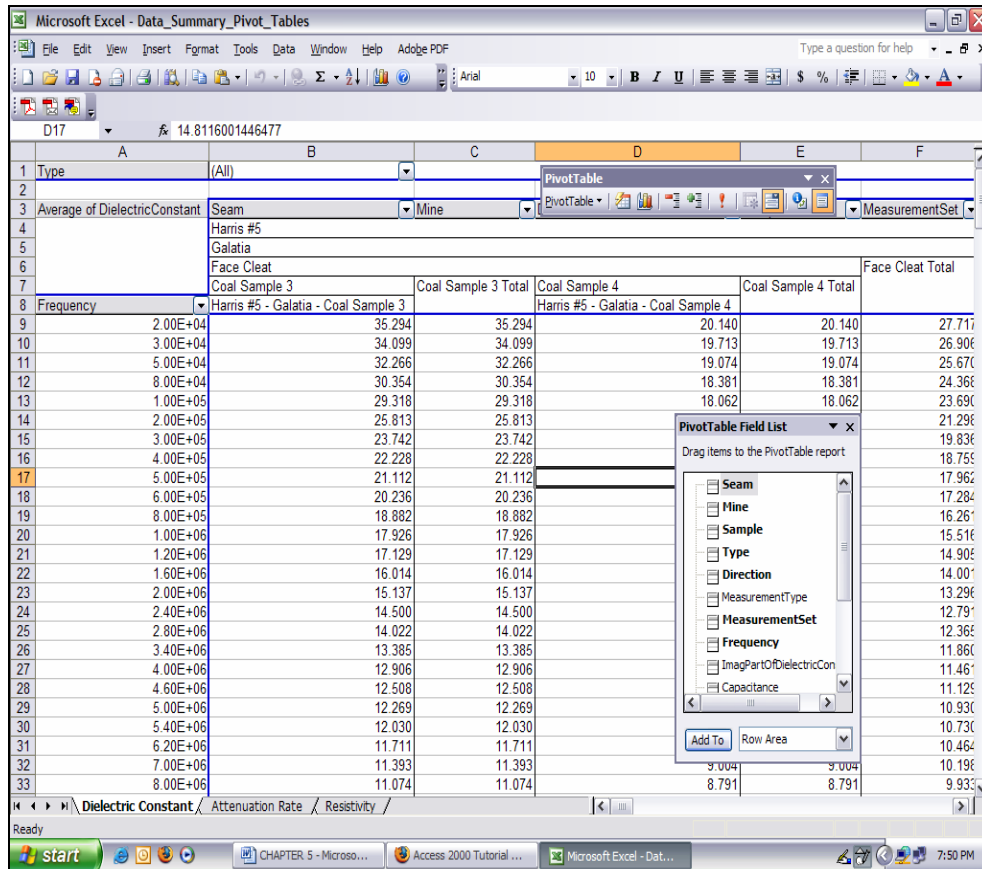 Microsoft Excel - Data_Summary_Pivot_Tables
File Edit View Insert Format Tools Data Window Help Adobe PDF Type a question for help
Arial 10 B I U $ %
D17 fx 14.8116001446477
A B C D E F
1 Type (All)
2
PivotTable
PivotTable
3 Average of DielectricConstant Seam Mine MeasurementSet
4 Harris #5
5 Galatia
6 Face Cleat Face Cleat Total
7 Coal Sample 3 Coal Sample 3 Total Coal Sample 4 Coal Sample 4 Total
8 Frequency Harris #5 - Galatia - Coal Sample 3 Harris #5 - Galatia - Coal Sample 4
9 2.00E+04 35.294 35.294 20.140 20.140 27.717
10 3.00E+04 34.099 34.099 19.713 19.713 26.906
11 5.00E+04 32.266 32.266 19.074 19.074 25.670
12 8.00E+04 30.354 30.354 18.381 18.381 24.368
13 1.00E+05 29.318 29.318 18.062 18.062 23.690
14 2.00E+05 25.813 25.813 21.298
15 3.00E+05 23.742 23.742 19.836
16 4.00E+05 22.228 22.228 18.759
17 5.00E+05 21.112 21.112 17.962
18 6.00E+05 20.236 20.236 17.284
19 8.00E+05 18.882 18.882 16.261
20 1.00E+06 17.926 17.926 15.516
21 1.20E+06 17.129 17.129 14.905
22 1.60E+06 16.014 16.014 14.001
23 2.00E+06 15.137 15.137 13.296
24 2.40E+06 14.500 14.500 12.791
25 2.80E+06 14.022 14.022 12.365
26 3.40E+06 13.385 13.385 11.860
27 4.00E+06 12.906 12.906 11.461
28 4.60E+06 12.508 12.508 11.129
29 5.00E+06 12.269 12.269 10.930
30 5.40E+06 12.030 12.030 10.730
31 6.20E+06 11.711 11.711 10.464
32 7.00E+06 11.393 11.393 9.004 9.004 10.198
33 8.00E+06 11.074 11.074 8.791 8.791 9.933
PivotTable Field List
Drag items to the PivotTable report
Seam
Mine
Sample
Type
Direction
MeasurementType
MeasurementSet
Frequency
ImagPartOfDielectricCon
Capacitance
Add To Row Area
Dielectric Constant Attenuation Rate Resistivity
Ready
start CHAPTER 5 - Microso... Access 2000 Tutorial ... Microsoft Excel - Dat... 7:50 PM